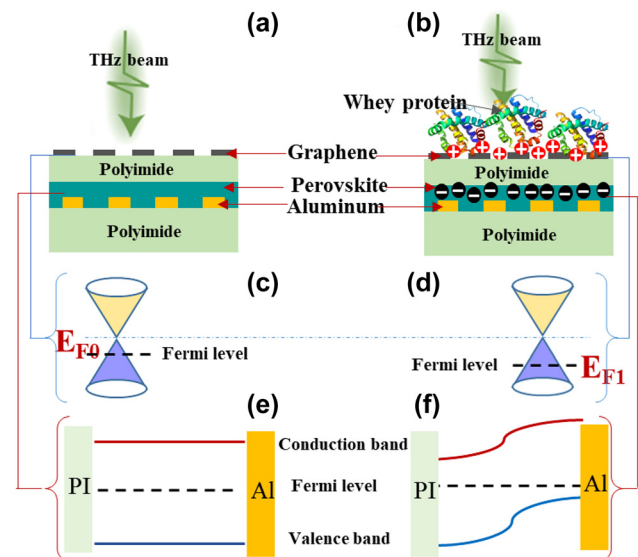 (a)
(b)
THz beam
THz beam
Whey protein
Graphene
Polyimide
Polyimide
Perovskite
Aluminum
Polyimide
Polyimide
(c)
(d)
EF0
Fermi level
Fermi level
EF1
(e)
(f)
PI
Conduction band
Fermi level
Valence band
Al
PI
Al